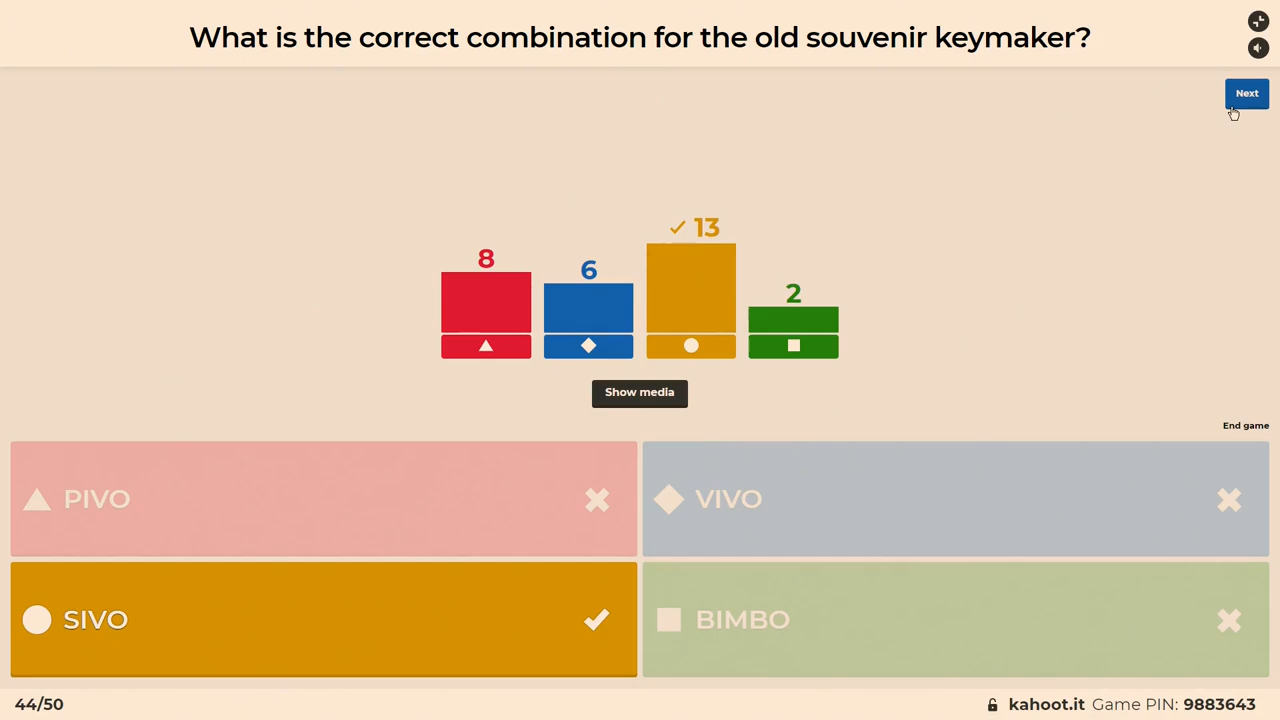 What is the correct combination for the old souvenir keymaker?
Next
8
6
13
2
Show media
End game
PIVO
VIVO
SIVO
BIMBO
44/50
kahoot.it Game PIN: 9883643